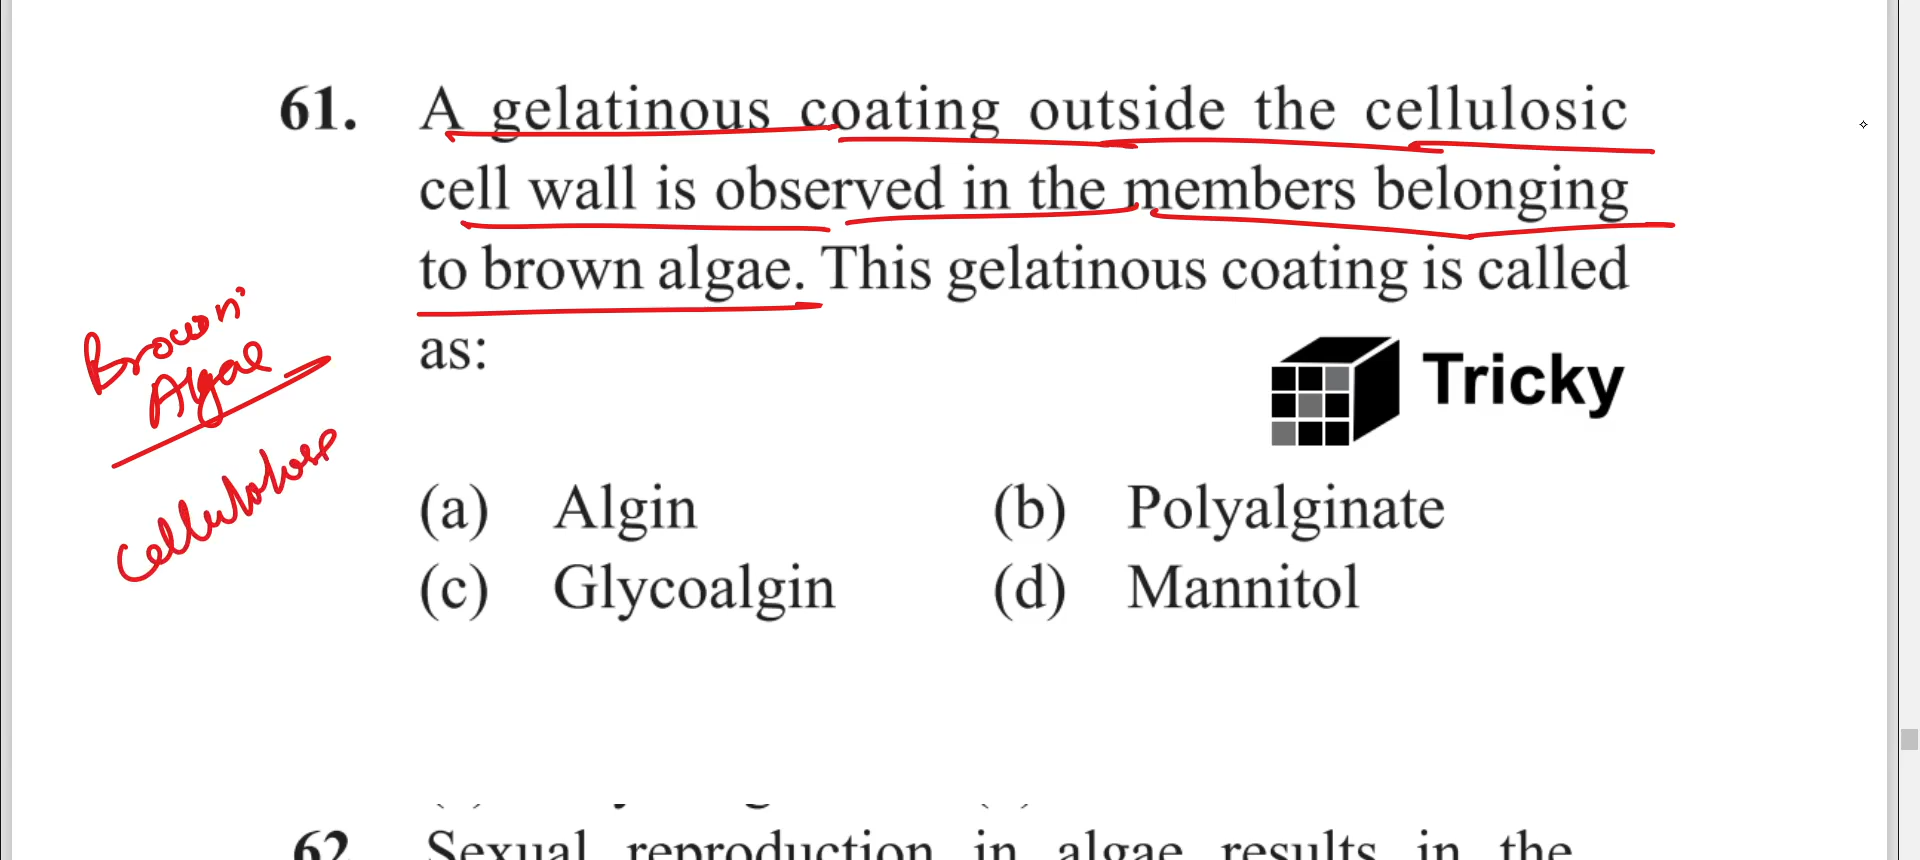 61. A gelatinous coating outside the cellulosic
cell wall is observed in the members belonging
to brown algae. This gelatinous coating is called
as:
Tricky
Brown
Algae
(a) Algin (b) Polyalginate
(c) Glycoalgin (d) Mannitol
62 Sexual reproduction in algae results in the